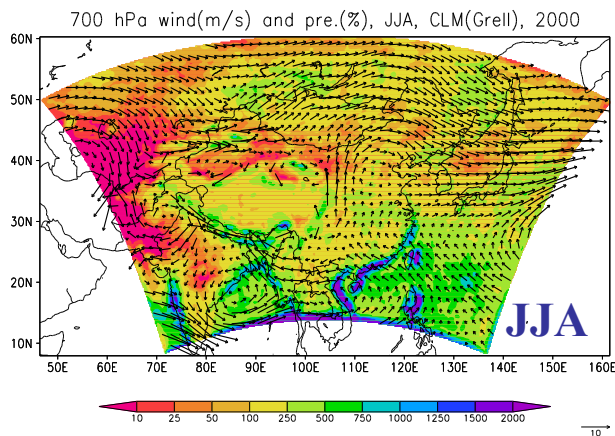 700 hPa wind(m/s) and pre.(%), JJA, CLM(Grell), 2000
60N
50N
40N
30N
20N
10N
JJA
50E 60E 70E 80E 90E 100E 110E 120E 130E 140E 150E 160E
10 25 50 100 250 500 750 1000 1250 1500 2000
10